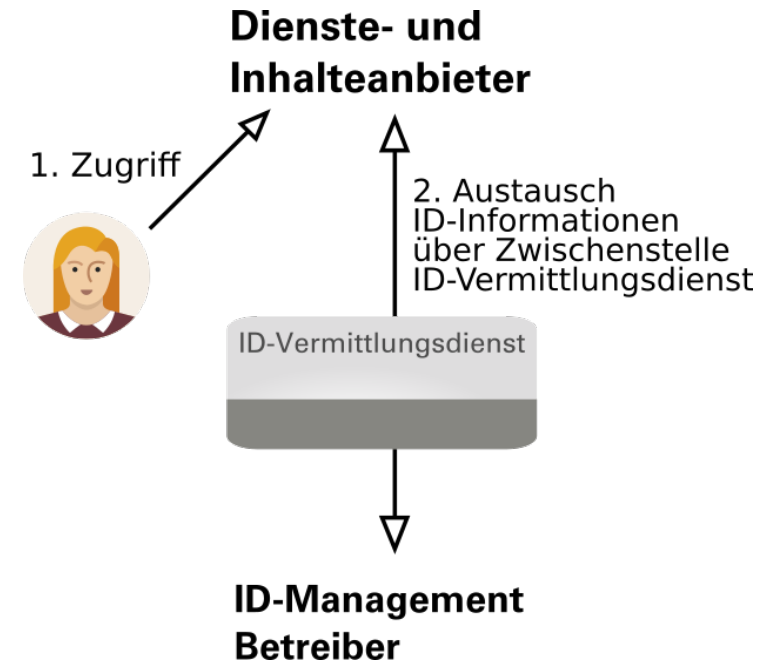 Dienste- und
Inhalteanbieter
1. Zugriff
2. Austausch
ID-Informationen
über Zwischenstelle
ID-Vermittlungsdienst
ID-Vermittlungsdienst
ID-Management
Betreiber